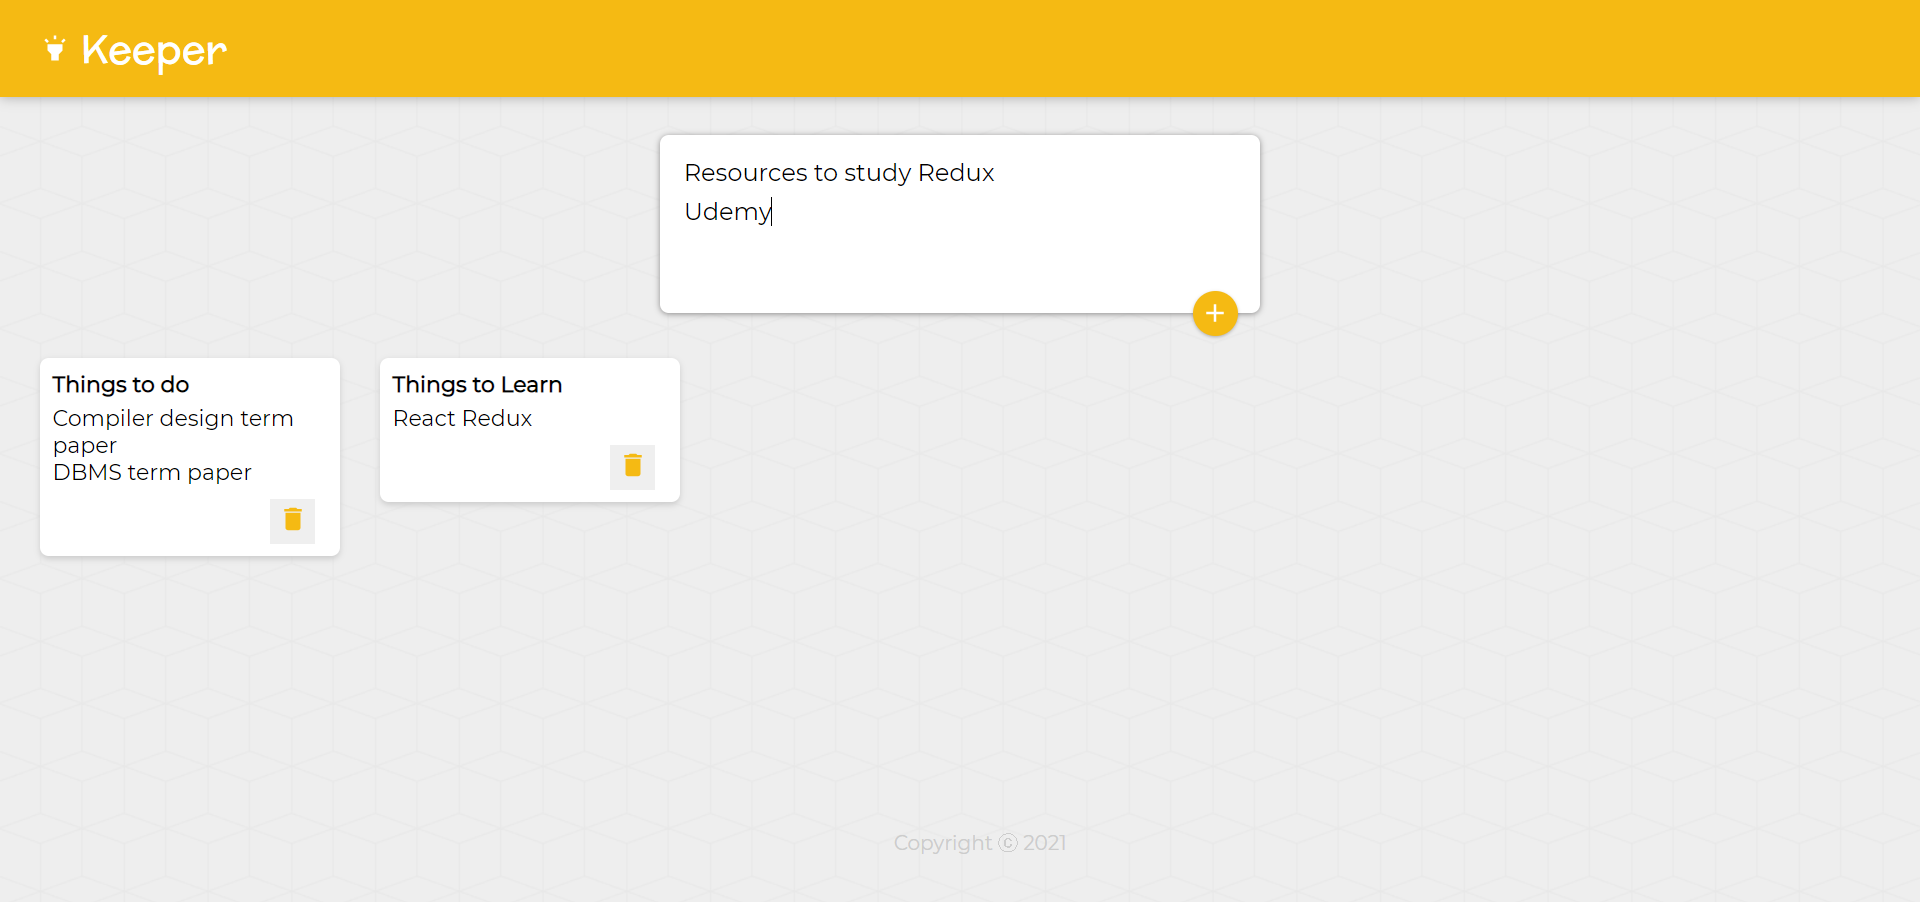 Keeper
Resources to study Redux
Udemy
Things to do
Compiler design term
paper
DBMS term paper
Things to Learn
React Redux
Copyright ⓒ 2021